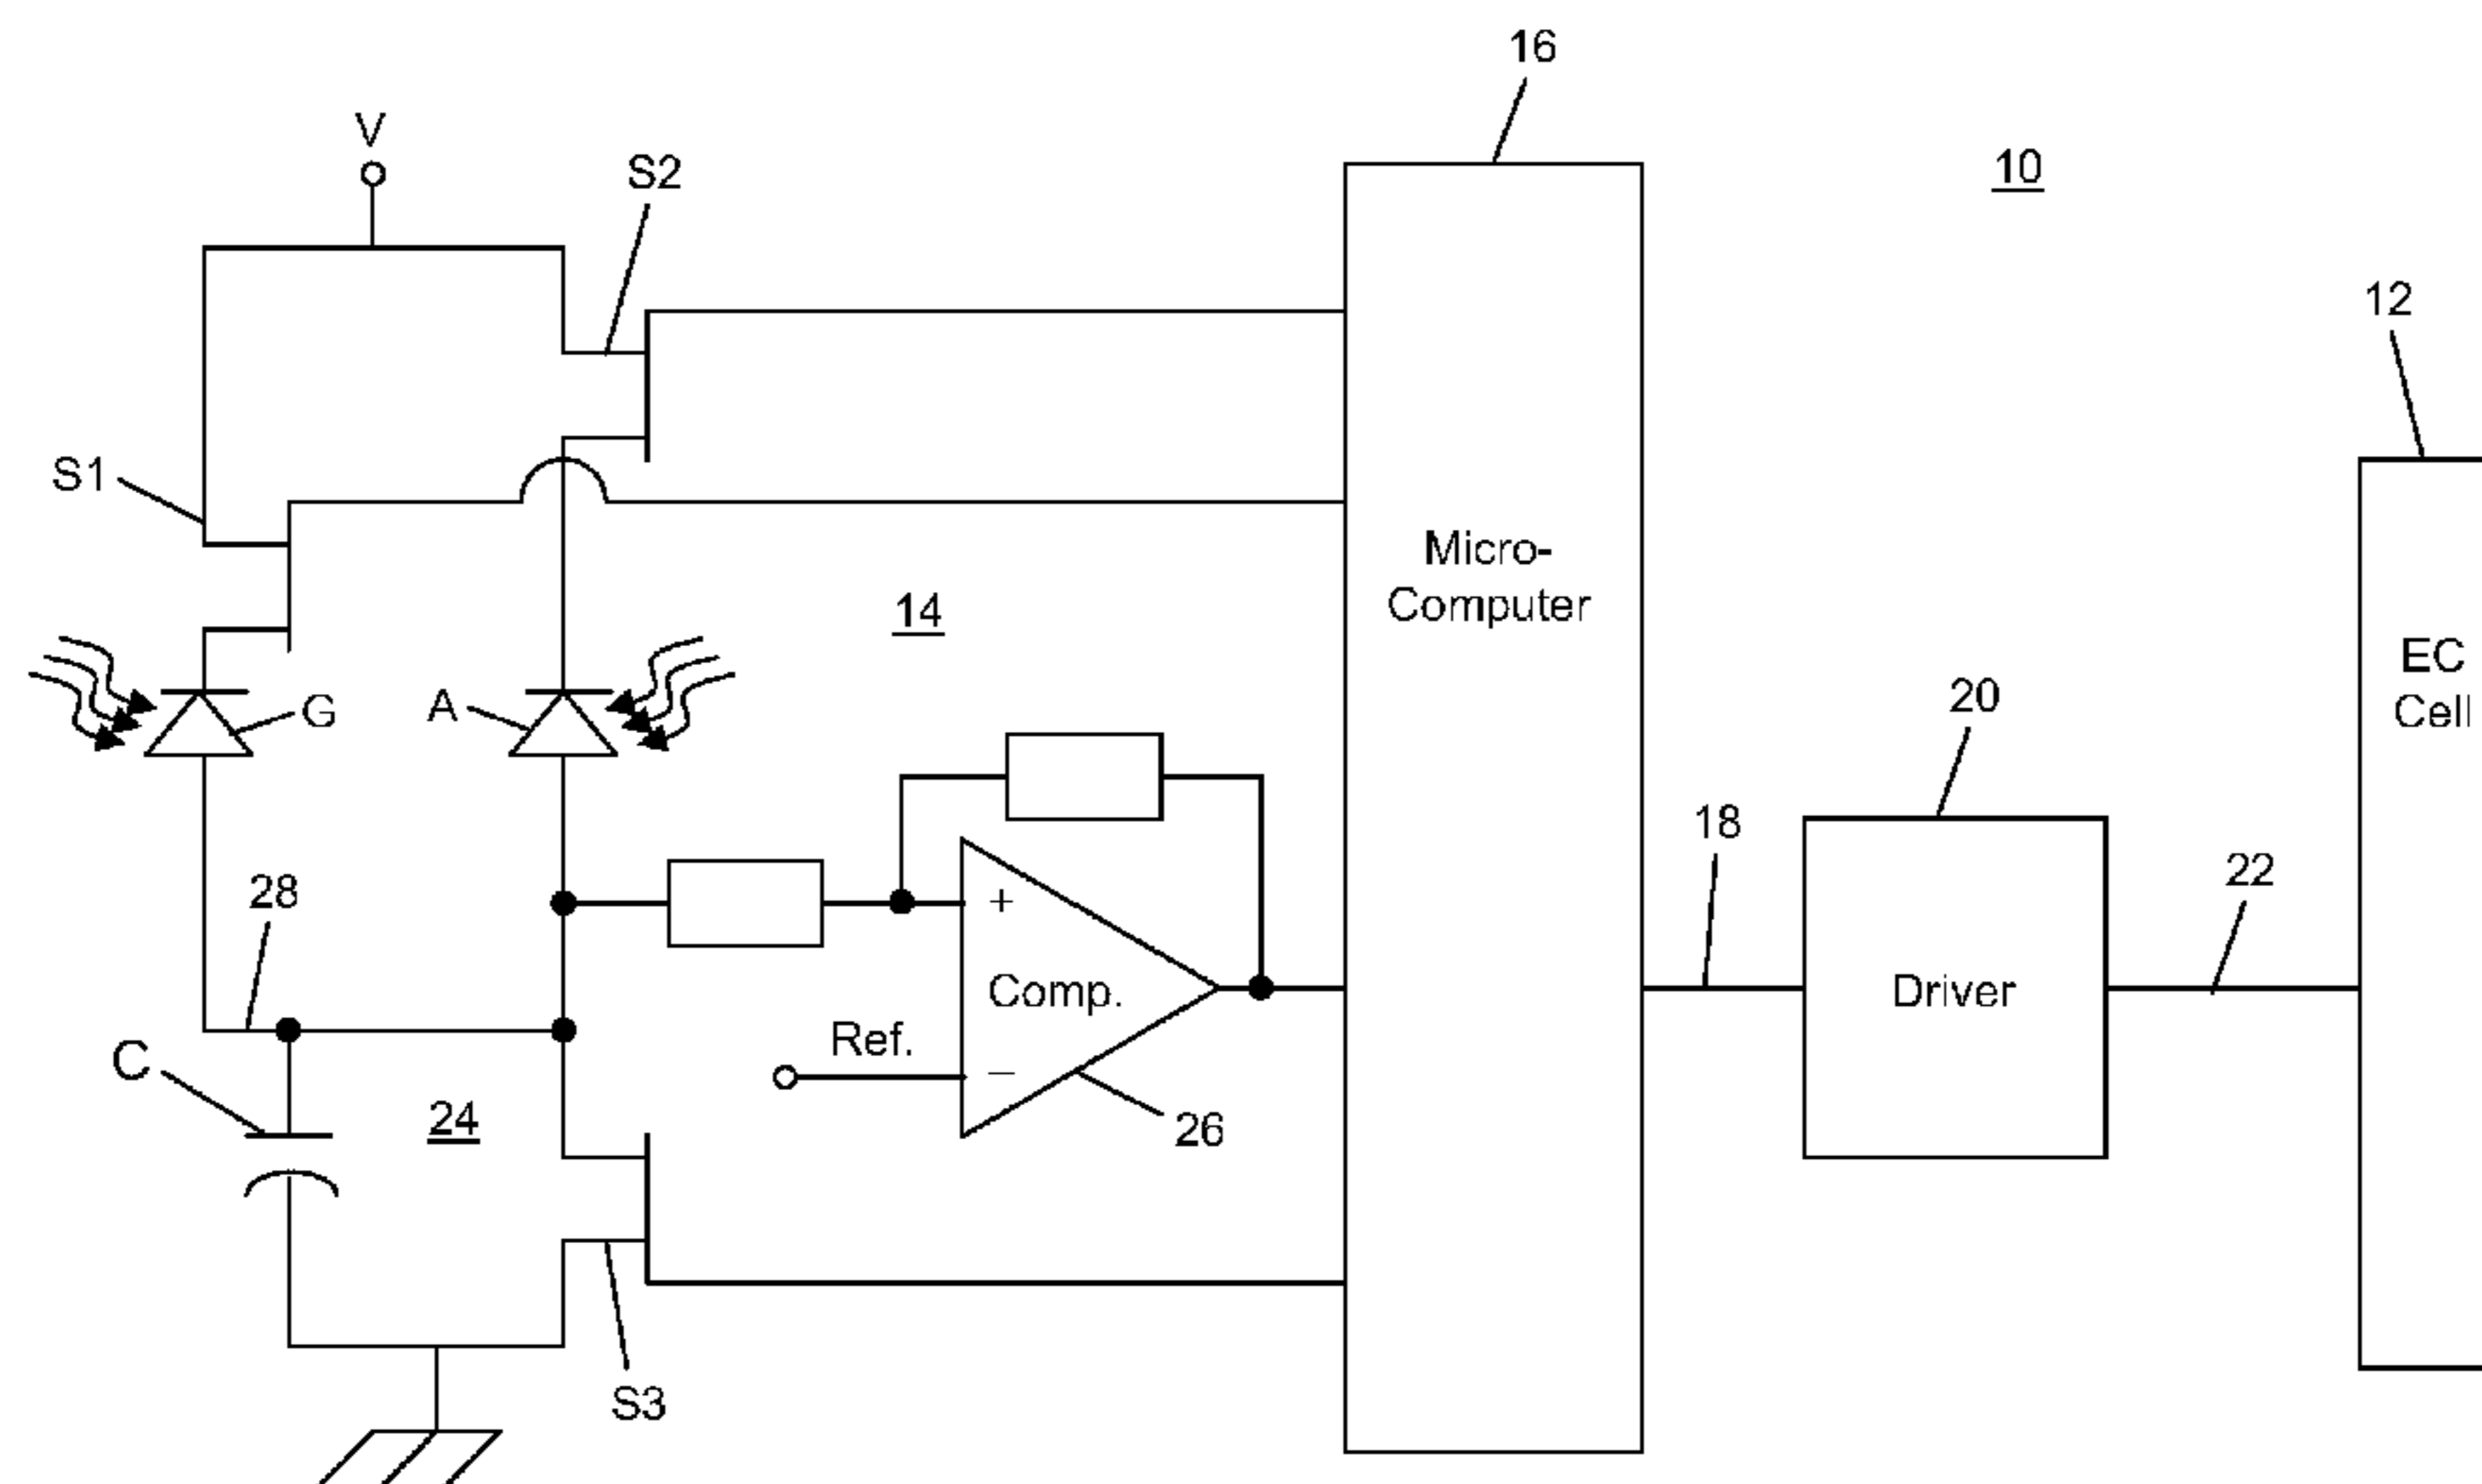 16
V
S2
10
12
S1
Micro-
Computer
14
EC
Cell
G
A
20
18
28
22
+
Comp.
Driver
Ref.
C
−
24
26
S3